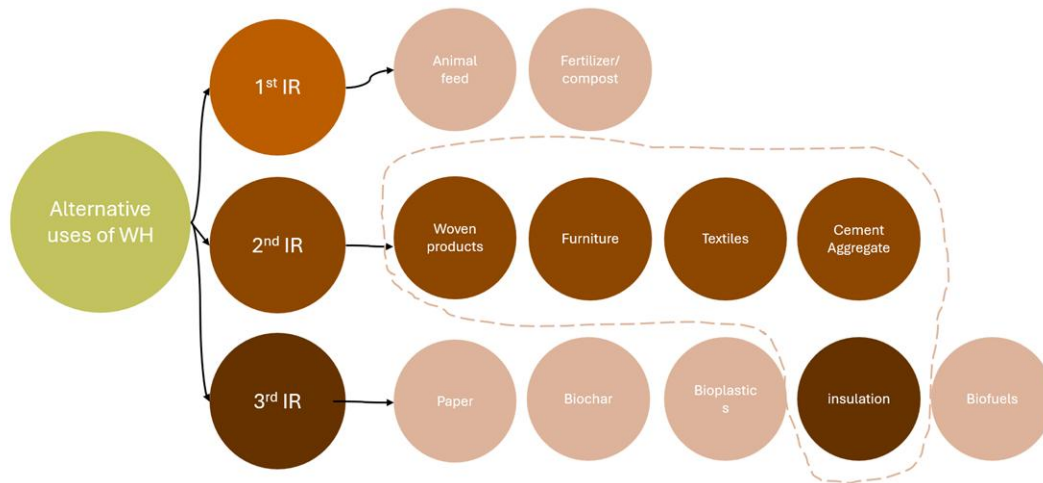 Alternative
uses of WH
1st IR
Animal
feed
Fertilizer/
compost
2nd IR
Woven
products
Furniture
Textiles
Cement
Aggregate
3rd IR
Paper
Biochar
Bioplastic
s
insulation
Biofuels